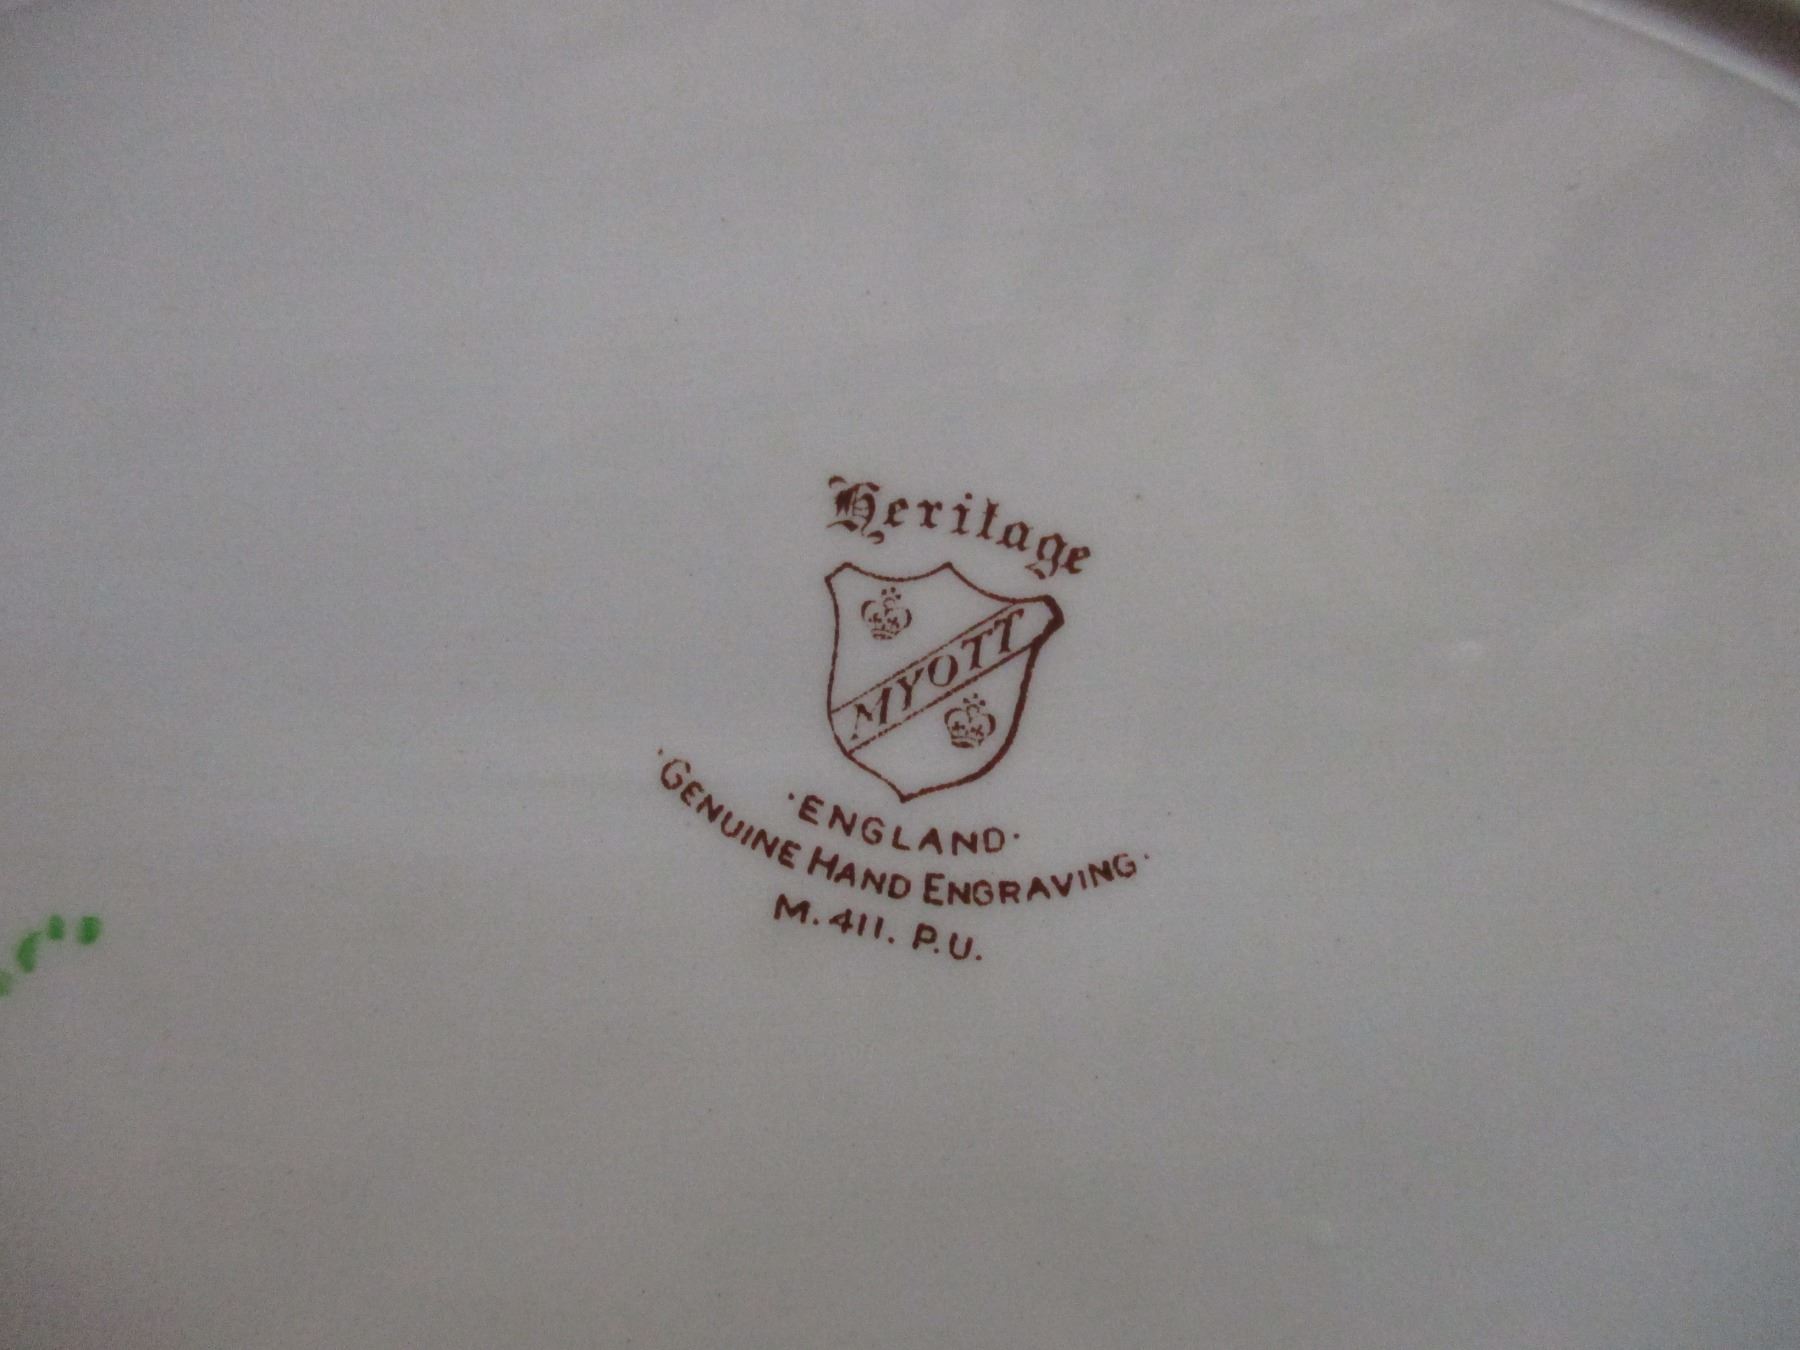 Heritage
MYOTT
·ENGLAND·
·GENUINE HAND ENGRAVING·
M.411. P.U.